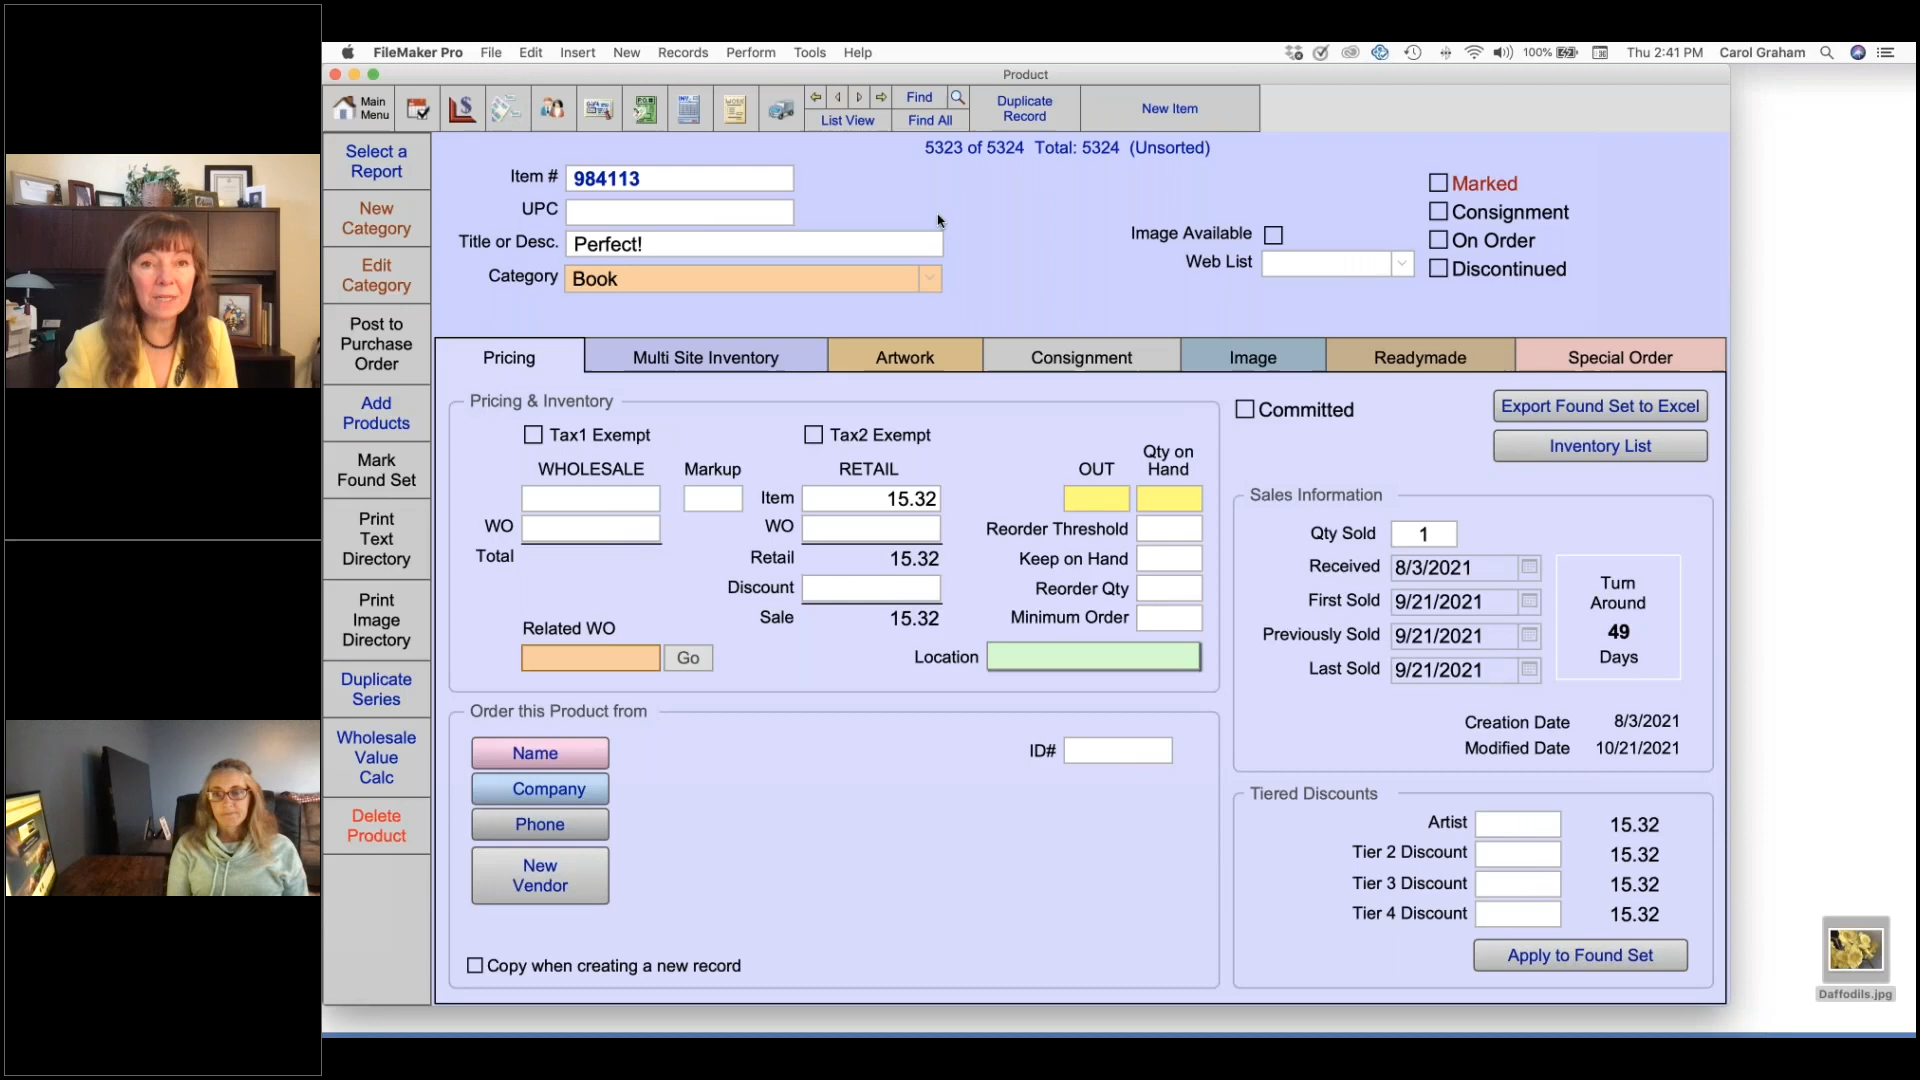 FileMaker Pro File Edit Insert New Records Perform Tools Help
100% Thu 2:41 PM Carol Graham
Product
Main
Menu
Find
List View
Find All
Duplicate
Record
New Item
Select a
Report
New
Category
Edit
Category
Post to
Purchase
Order
Add
Products
Mark
Found Set
Print
Text
Directory
Print
Image
Directory
Duplicate
Series
Wholesale
Value
Calc
Delete
Product
5323 of 5324 Total: 5324 (Unsorted)
Item # 984113
UPC
Title or Desc. Perfect!
Category Book
Image Available
Web List
Marked
Consignment
On Order
Discontinued
Pricing Multi Site Inventory Artwork Consignment Image Readymade Special Order
Pricing & Inventory
Tax1 Exempt Tax2 Exempt
WHOLESALE Markup RETAIL OUT Qty on
Hand
Item 15.32
WO WO Reorder Threshold
Total Retail 15.32 Keep on Hand
Discount Reorder Qty
Sale 15.32 Minimum Order
Related WO
Go
Location
Committed
Export Found Set to Excel
Inventory List
Sales Information
Qty Sold 1
Received 8/3/2021
First Sold 9/21/2021
Previously Sold 9/21/2021
Last Sold 9/21/2021
Turn
Around
49
Days
Creation Date 8/3/2021
Modified Date 10/21/2021
Order this Product from
Name
Company
Phone
New
Vendor
ID#
Copy when creating a new record
Tiered Discounts
Artist 15.32
Tier 2 Discount 15.32
Tier 3 Discount 15.32
Tier 4 Discount 15.32
Apply to Found Set
Daffodils.jpg